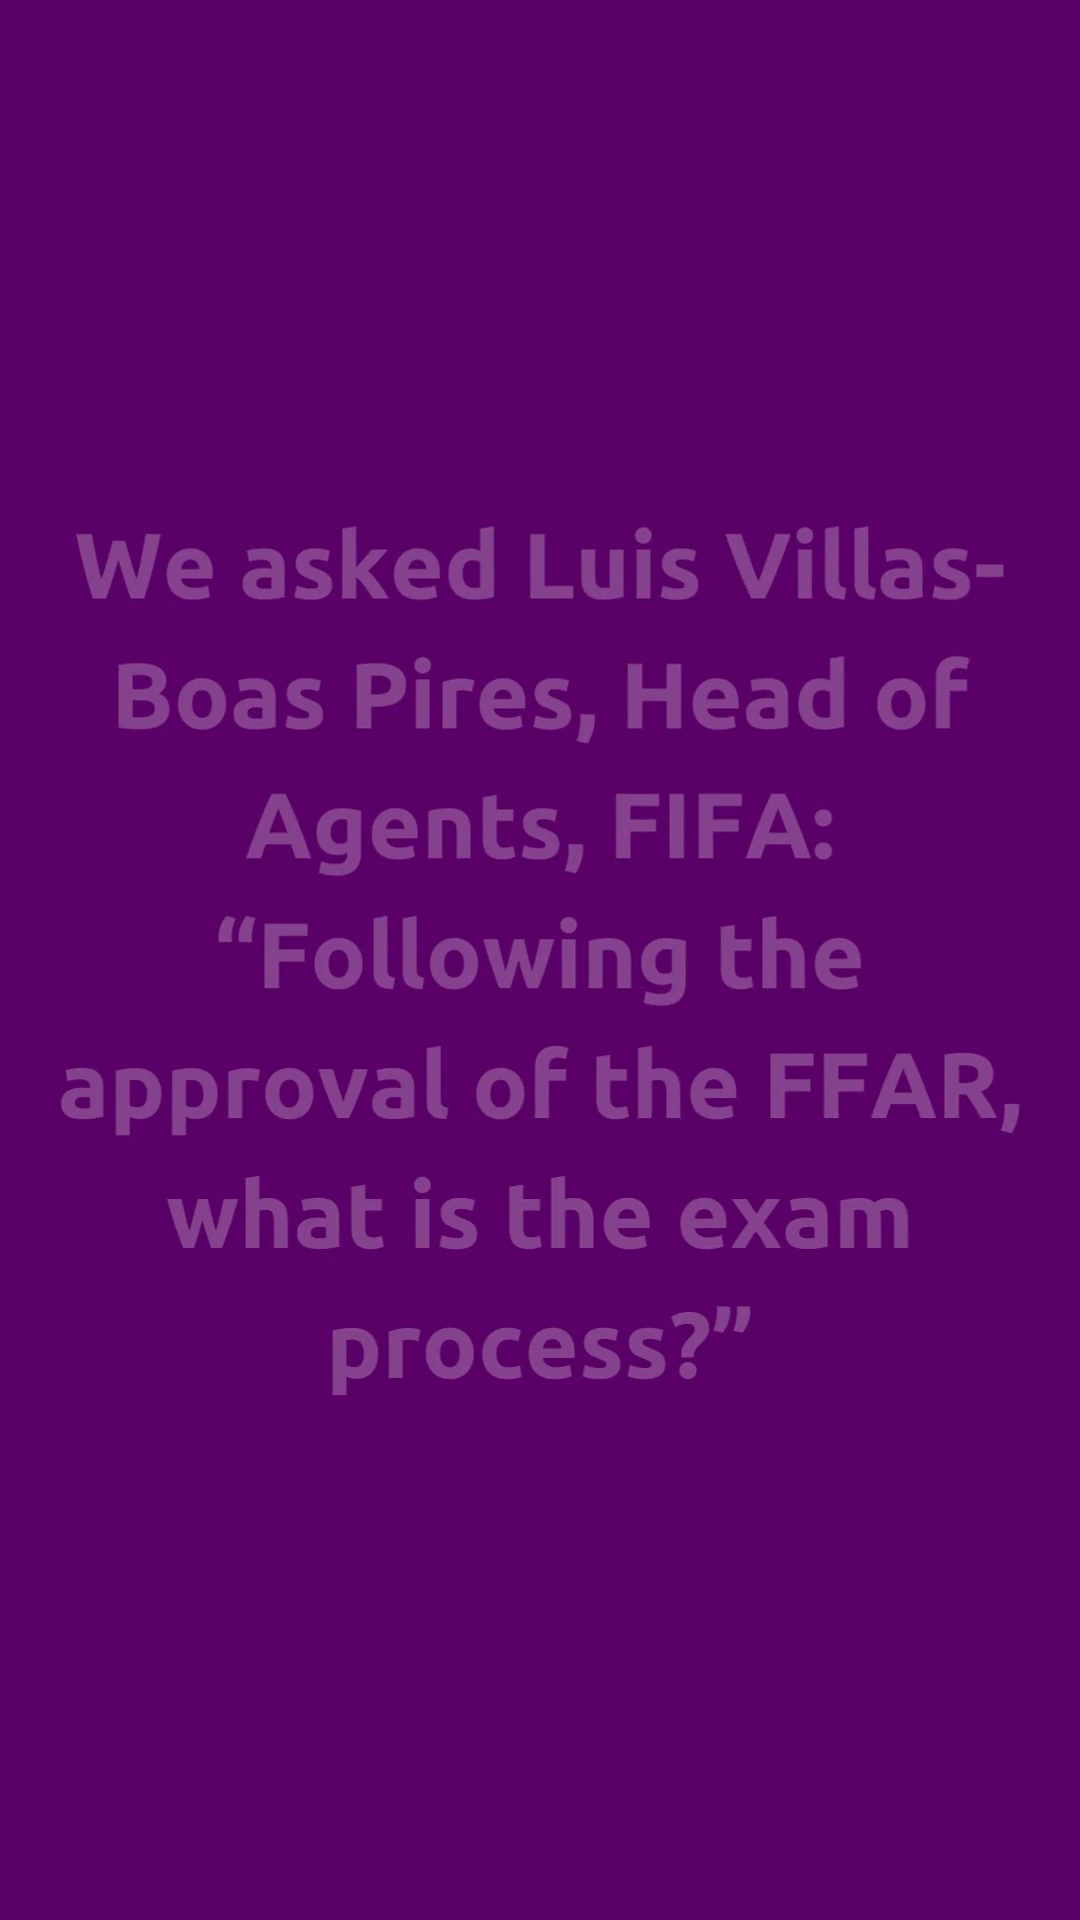 We asked Luis Villas-
Boas Pires, Head of
Agents, FIFA:
“Following the
approval of the FFAR,
what is the exam
process?”